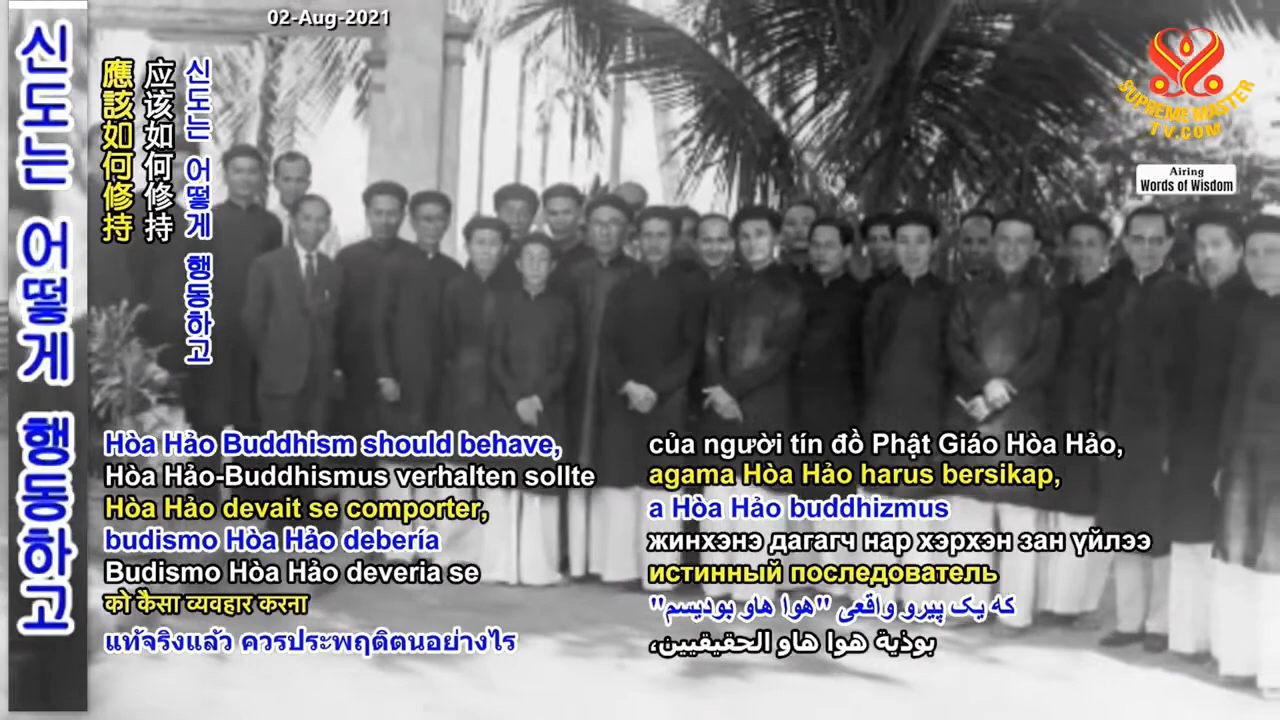 02-Aug-2021
신도는 어떻게 행동하고
應該如何修持
应该如何修持
신도는 어떻게 행동하고
SUPREME MASTER
TV.COM
Airing
Words of Wisdom
Hòa Hảo Buddhism should behave,
Hòa Hảo-Buddhismus verhalten sollte
Hòa Hảo devait se comporter,
budismo Hòa Hảo debería
Budismo Hòa Hảo deveria se
को कैसा व्यवहार करना
แท้จริงแล้ว ควรประพฤติตนอย่างไร
của người tín đồ Phật Giáo Hòa Hảo,
agama Hòa Hảo harus bersikap,
a Hòa Hảo buddhizmus
жинхэнэ дагагч нар хэрхэн зан үйлээ
истинный последователь
که یک پیرو واقعی "هوا هاو بودیسم"
بوذية هوا هاو الحقيقيين،